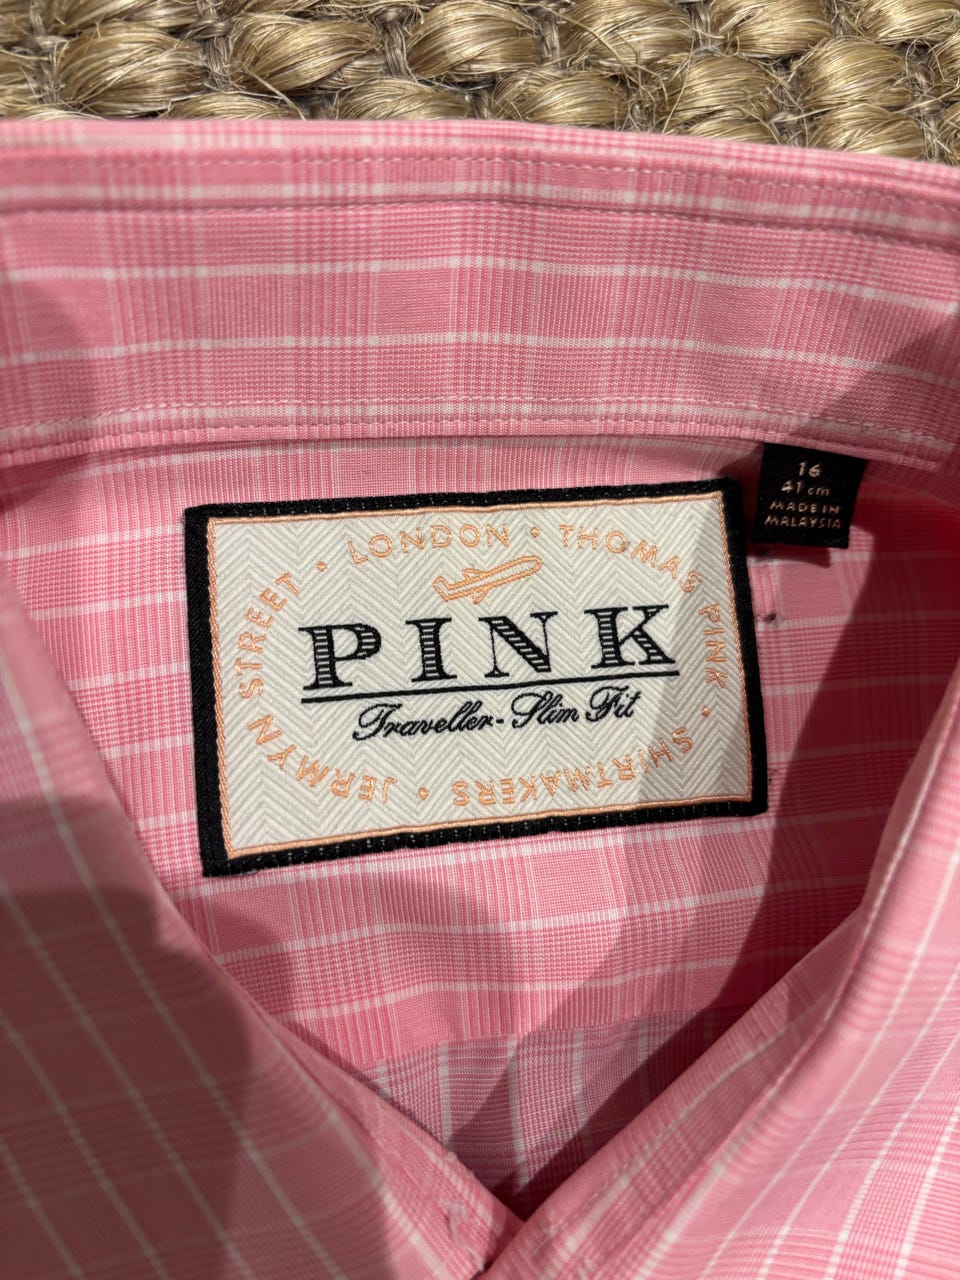 JERMYN STREET • LONDON • THOMAS PINK • SHIRTMAKERS •
PINK
Traveller-Slim Fit
16
41 cm
MADE IN
MALAYSIA